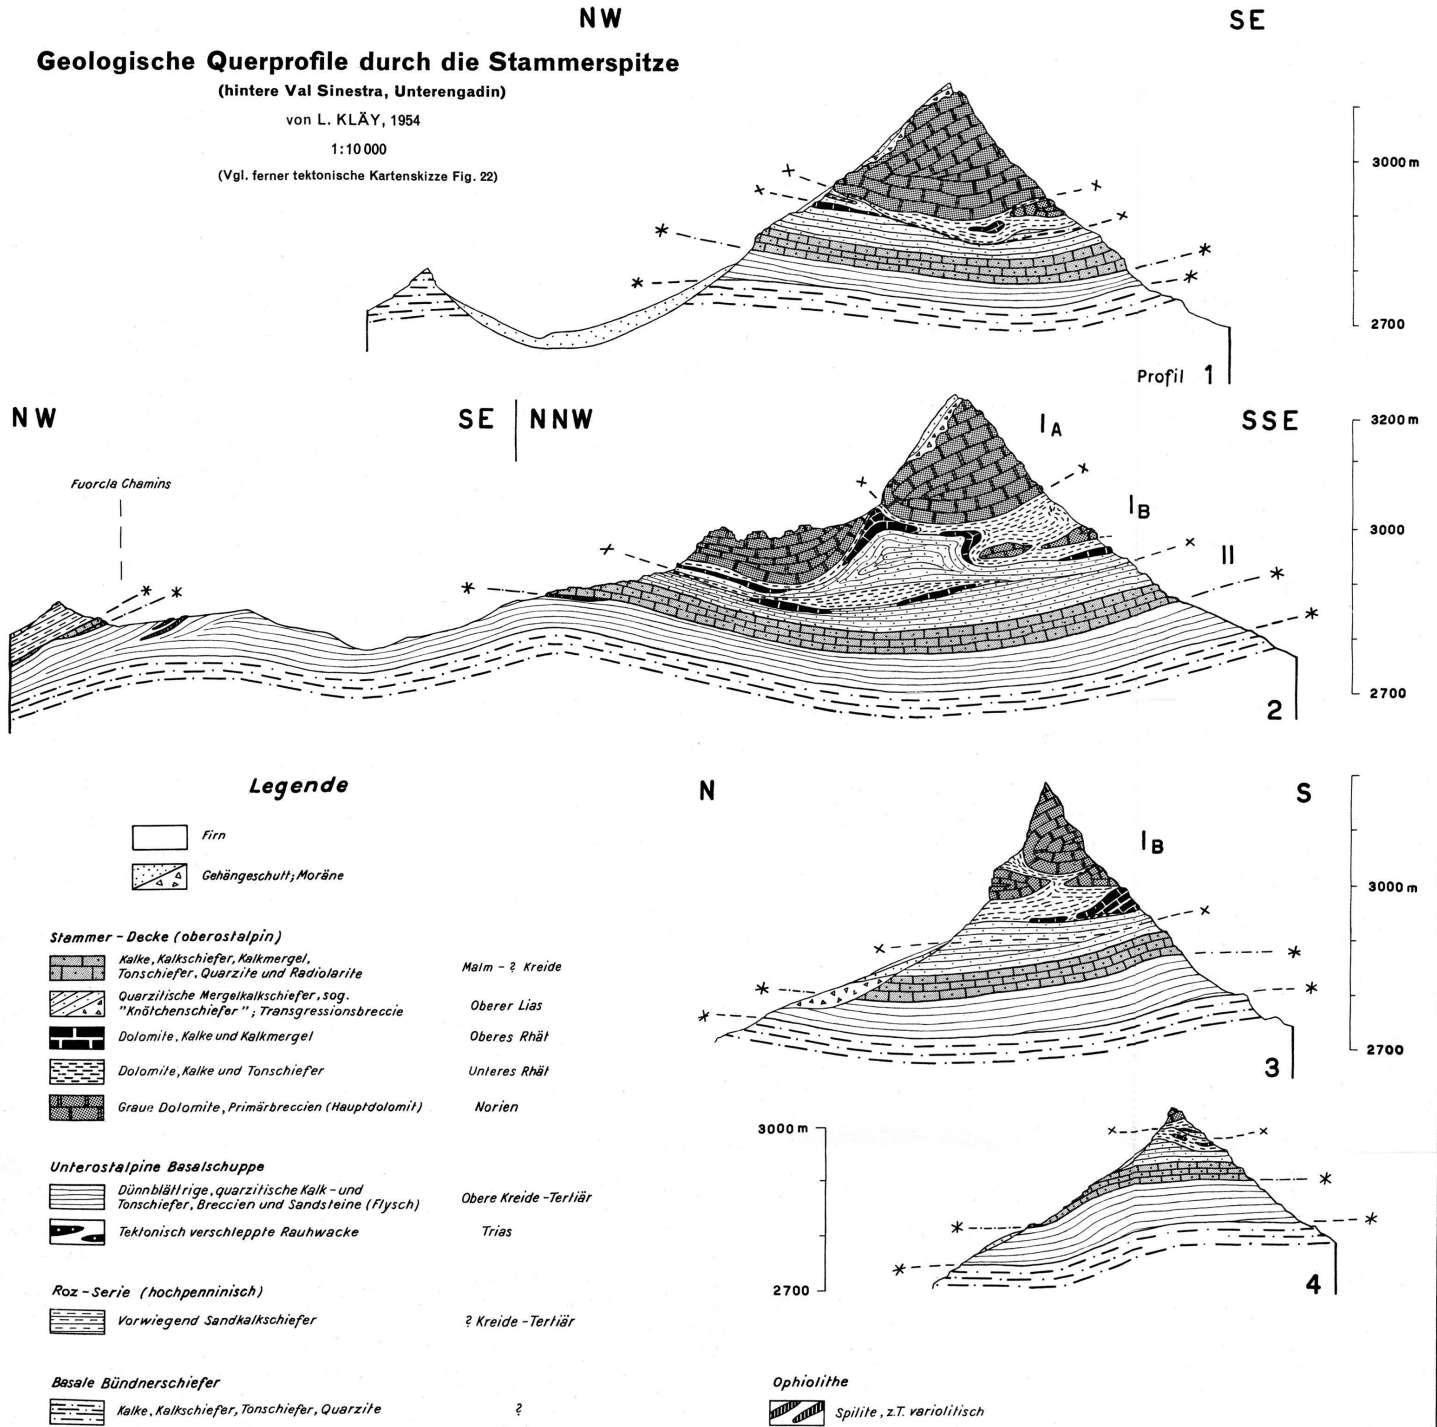 NW SE
Geologische Querprofile durch die Stammerspitze
(hintere Val Sinestra, Unterengadin)
von L. KLÄY, 1954
1:10 000
(Vgl. ferner tektonische Kartenskizze Fig. 22)
3000 m
2700
Profil 1
NW SE NNW SSE
I A
3200 m
Fuorcla Chamins
I B
3000
II
2700
2
Legende
N S
Firn
I B
Gehängeschutt; Moräne
3000 m
Stammer - Decke (oberostalpin)
Kalke, Kalkschiefer, Kalkmergel,
Tonschiefer, Quarzite und Radiolarite
Malm - ? Kreide
Quarzitische Mergelkalkschiefer, sog.
"Knötchenschiefer"; Transgressionsbreccie
Oberer Lias
Dolomite, Kalke und Kalkmergel Oberes Rhät
2700
3
Dolomite, Kalke und Tonschiefer Unteres Rhät
Graue Dolomite, Primärbreccien (Hauptdolomit) Norien
3000 m
Unterostalpine Basalschuppe
Dünnblättrige, quarzitische Kalk - und
Tonschiefer, Breccien und Sandsteine (Flysch)
Obere Kreide - Tertiär
Tektonisch verschleppte Rauhwacke Trias
2700
4
Roz - Serie (hochpenninisch)
Vorwiegend Sandkalkschiefer ? Kreide - Tertiär
Basale Bündnerschiefer
Kalke, Kalkschiefer, Tonschiefer, Quarzite ?
Ophiolithe
Spilite, z.T. variolitisch